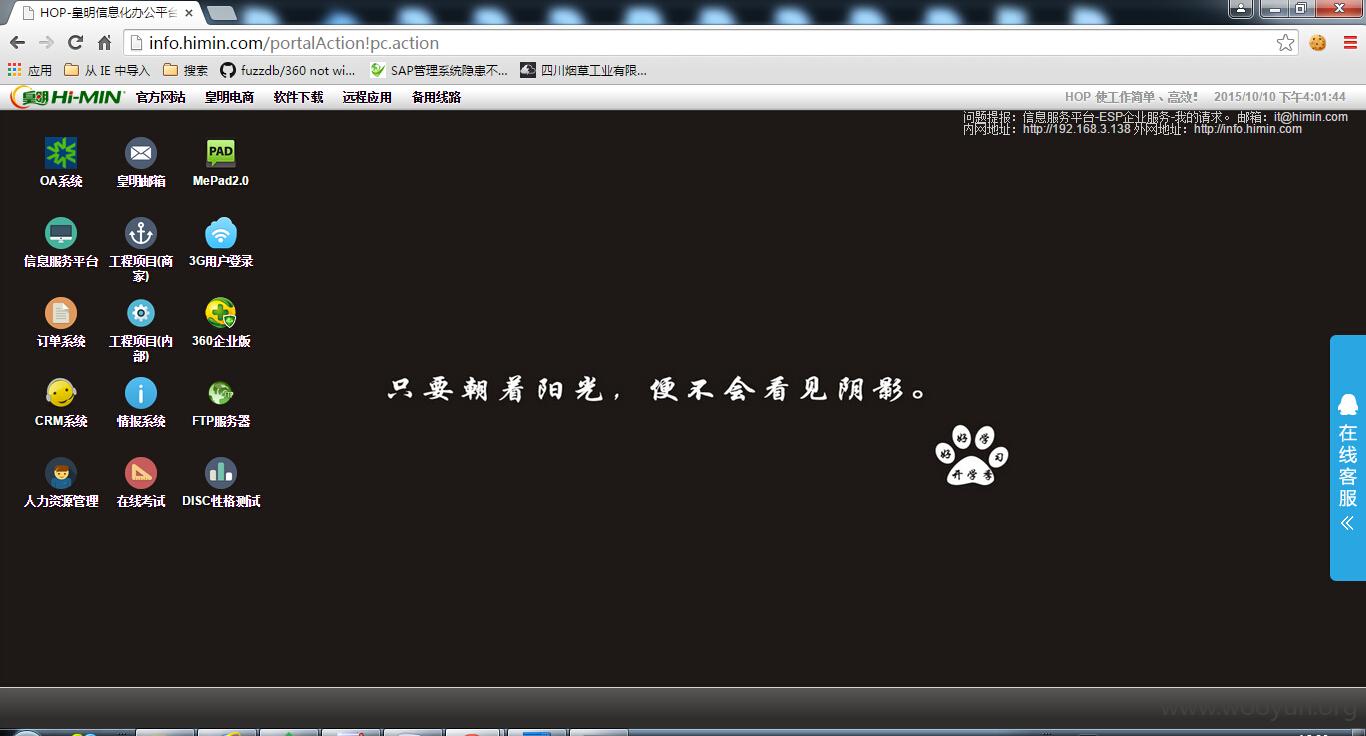 HOP-皇明信息化办公平台
info.himin.com/portalAction!pc.action
应用 从 IE 中导入 搜索 fuzzdb/360 not wi... SAP管理系统隐患不... 四川烟草工业有限...
皇明 Hi-MIN 官方网站 皇明电商 软件下载 远程应用 备用线路 HOP 使工作简单、高效! 2015/10/10 下午4:01:44
问题提报：信息服务平台-ESP企业服务-我的请求。邮箱：it@himin.com
内网地址：http://192.168.3.138 外网地址：http://info.himin.com
PAD
OA系统 皇明邮箱 MePad2.0
信息服务平台 工程项目(商家) 3G用户登录
订单系统 工程项目(内部) 360企业版
CRM系统 情报系统 FTP服务器
人力资源管理 在线考试 DISC性格测试
只要朝着阳光，便不会看见阴影。
好好学习
开学季
在线客服
www.wooyun.org